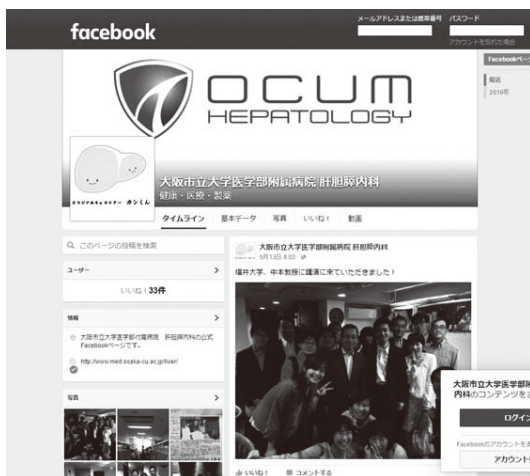 facebook
メールアドレスまたは携帯番号
パスワード
アカウントを忘れた場合
OCUM
HEPATOLOGY
オリジナルキャラクター カンくん
大阪市立大学医学部附属病院 肝胆膵内科
健康・医療・製薬
タイムライン
基本データ
写真
いいね!
動画
Facebookペー
最近
2016年
このページの投稿を検索
ユーザー
いいね!33件
情報
大阪市立大学医学部付属病院 肝胆膵内科の公式
Facebookページです。
http://www.med.osaka-cu.ac.jp/liver/
写真
大阪市立大学医学部附属病院 肝胆膵内科
5月13日 8:02
福井大学、中本教授に講演に来ていただきました!
いいね!
コメントする
大阪市立大学医学部附
内科のコンテンツを
ログイン
Facebookのアカウントを
アカウント